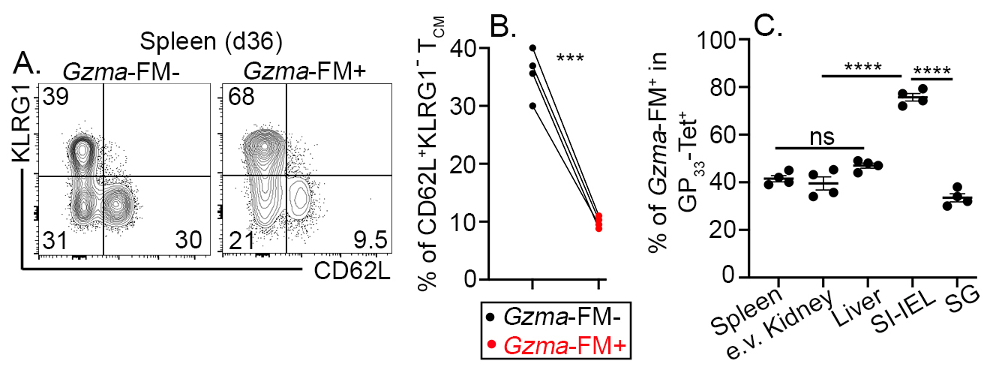 A.
Spleen (d36)
Gzma-FM-
Gzma-FM+
KLRG1
39
31
30
68
21
9.5
CD62L
B.
% of CD62L⁺KLRG1⁻ T_CM
40
30
20
10
0
***
Gzma-FM-
Gzma-FM+
C.
% of Gzma-FM⁺ in
GP₃₃-Tet⁺
100
80
60
40
20
0
ns
****
****
Spleen
e.v. Kidney
Liver
SI-IEL
SG